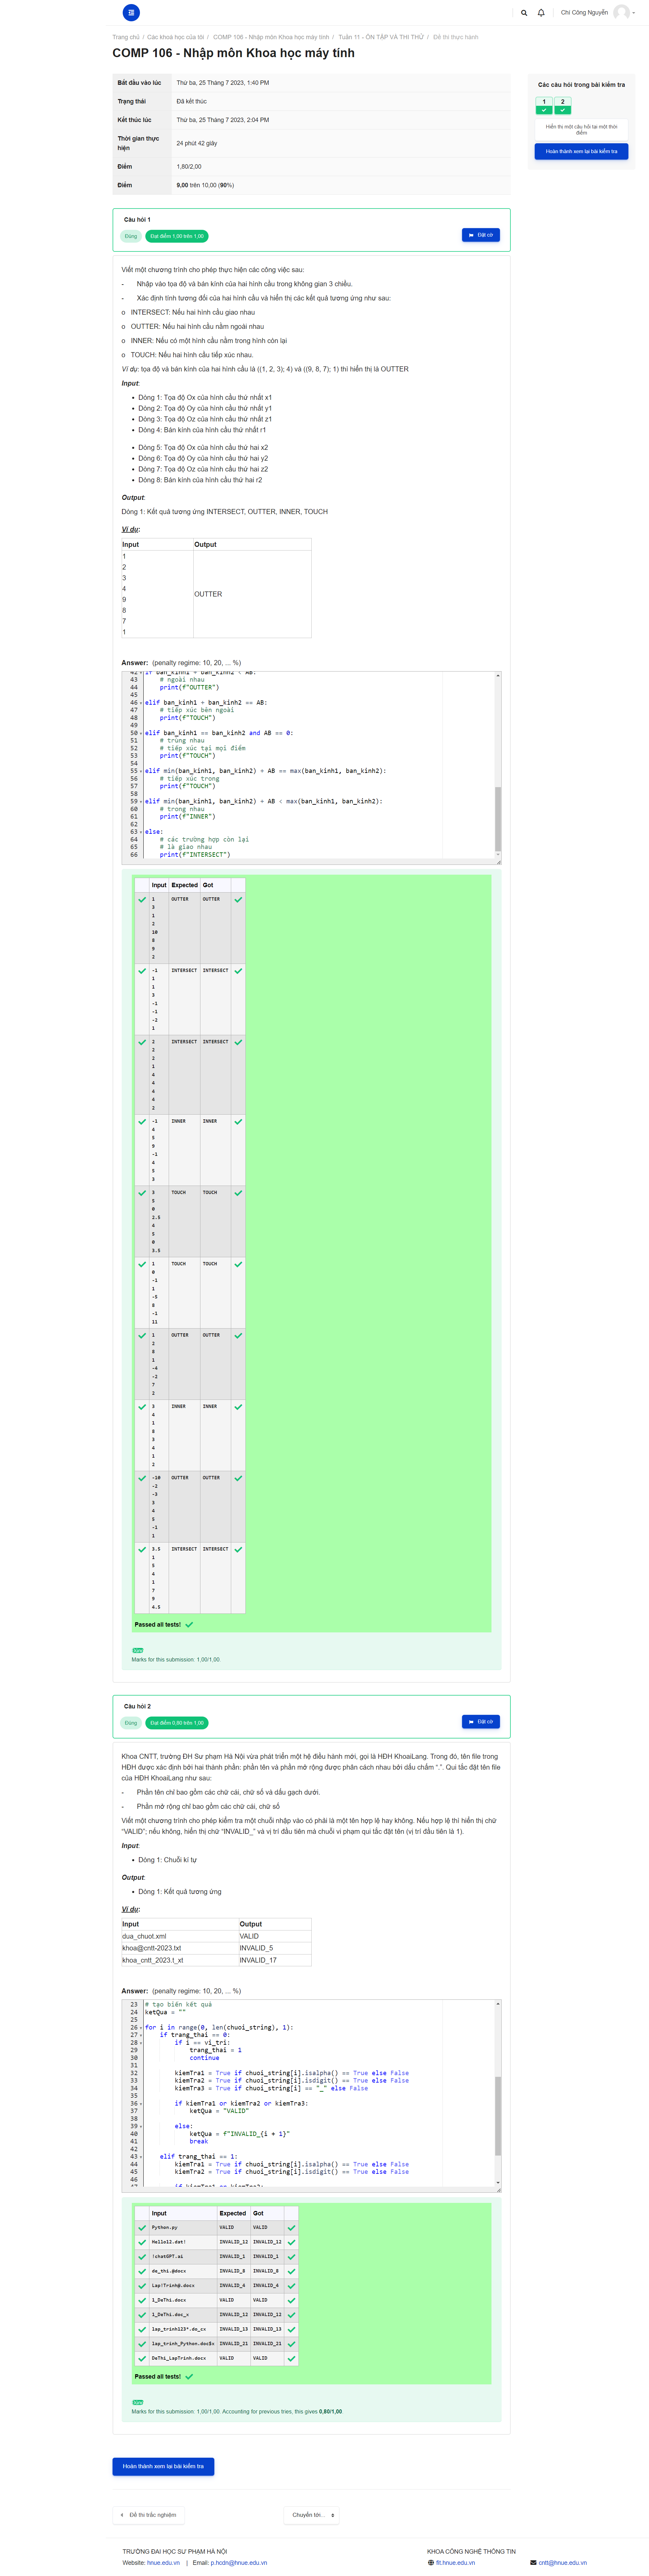 Chí Công Nguyễn
Trang chủ / Các khoá học của tôi / COMP 106 - Nhập môn Khoa học máy tính / Tuần 11 - ÔN TẬP VÀ THI THỬ / Đề thi thực hành
COMP 106 - Nhập môn Khoa học máy tính
Bắt đầu vào lúc Thứ ba, 25 Tháng 7 2023, 1:40 PM
Trạng thái Đã kết thúc
Kết thúc lúc Thứ ba, 25 Tháng 7 2023, 2:04 PM
Thời gian thực hiện 24 phút 42 giây
Điểm 1,80/2,00
Điểm 9,00 trên 10,00 (90%)
Các câu hỏi trong bài kiểm tra
1 2
Hiển thị một câu hỏi tại một thời điểm
Hoàn thành xem lại bài kiểm tra
Câu hỏi 1
Đúng Đạt điểm 1,00 trên 1,00
Đặt cờ
Viết một chương trình cho phép thực hiện các công việc sau:
- Nhập vào tọa độ và bán kính của hai hình cầu trong không gian 3 chiều.
- Xác định tính tương đối của hai hình cầu và hiển thị các kết quả tương ứng như sau:
o INTERSECT: Nếu hai hình cầu giao nhau
o OUTTER: Nếu hai hình cầu nằm ngoài nhau
o INNER: Nếu có một hình cầu nằm trong hình còn lại
o TOUCH: Nếu hai hình cầu tiếp xúc nhau.
Ví dụ: tọa độ và bán kính của hai hình cầu là ((1, 2, 3); 4) và ((9, 8, 7); 1) thì hiển thị là OUTTER
Input:
• Dòng 1: Tọa độ Ox của hình cầu thứ nhất x1
• Dòng 2: Tọa độ Oy của hình cầu thứ nhất y1
• Dòng 3: Tọa độ Oz của hình cầu thứ nhất z1
• Dòng 4: Bán kính của hình cầu thứ nhất r1
• Dòng 5: Tọa độ Ox của hình cầu thứ hai x2
• Dòng 6: Tọa độ Oy của hình cầu thứ hai y2
• Dòng 7: Tọa độ Oz của hình cầu thứ hai z2
• Dòng 8: Bán kính của hình cầu thứ hai r2
Output:
Dòng 1: Kết quả tương ứng INTERSECT, OUTTER, INNER, TOUCH
Ví dụ:
Input Output
1
2
3
4
9
8
7
1
OUTTER
Answer: (penalty regime: 10, 20, ... %)
42 if ban_kinh1 + ban_kinh2 < AB:
43 # ngoài nhau
44 print(f"OUTTER")
45
46 elif ban_kinh1 + ban_kinh2 == AB:
47 # tiếp xúc bên ngoài
48 print(f"TOUCH")
49
50 elif ban_kinh1 == ban_kinh2 and AB == 0:
51 # trùng nhau
52 # tiếp xúc tại mọi điểm
53 print(f"TOUCH")
54
55 elif min(ban_kinh1, ban_kinh2) + AB == max(ban_kinh1, ban_kinh2):
56 # tiếp xúc trong
57 print(f"TOUCH")
58
59 elif min(ban_kinh1, ban_kinh2) + AB < max(ban_kinh1, ban_kinh2):
60 # trong nhau
61 print(f"INNER")
62
63 else:
64 # các trường hợp còn lại
65 # là giao nhau
66 print(f"INTERSECT")
Input Expected Got
1 OUTTER OUTTER
3
1
2
10
8
9
2
-1 INTERSECT INTERSECT
1
1
3
-1
-1
-2
1
2 INTERSECT INTERSECT
2
2
1
4
4
4
4
2
-1 INNER INNER
4
5
9
-1
4
5
3
3 TOUCH TOUCH
5
0
2.5
4
5
0
3.5
1 TOUCH TOUCH
0
-1
1
-5
8
-1
11
1 OUTTER OUTTER
2
8
1
-4
-2
7
2
3 INNER INNER
4
1
8
3
4
1
2
-10 OUTTER OUTTER
-2
-3
3
4
5
-1
1
3.5 INTERSECT INTERSECT
1
5
4
1
7
9
4.5
Passed all tests!
Đúng
Marks for this submission: 1,00/1,00.
Câu hỏi 2
Đúng Đạt điểm 0,80 trên 1,00
Đặt cờ
Khoa CNTT, trường ĐH Sư phạm Hà Nội vừa phát triển một hệ điều hành mới, gọi là HĐH KhoaiLang. Trong đó, tên file trong
HĐH được xác định bởi hai thành phần: phần tên và phần mở rộng được phân cách nhau bởi dấu chấm ".". Qui tắc đặt tên file
của HĐH KhoaiLang như sau:
- Phần tên chỉ bao gồm các chữ cái, chữ số và dấu gạch dưới.
- Phần mở rộng chỉ bao gồm các chữ cái, chữ số
Viết một chương trình cho phép kiểm tra một chuỗi nhập vào có phải là một tên hợp lệ hay không. Nếu hợp lệ thì hiển thị chữ
"VALID"; nếu không, hiển thị chữ "INVALID_" và vị trí đầu tiên mà chuỗi vi phạm qui tắc đặt tên (vị trí đầu tiên là 1).
Input:
• Dòng 1: Chuỗi kí tự
Output:
• Dòng 1: Kết quả tương ứng
Ví dụ:
Input Output
dua_chuot.xml VALID
khoa@cntt-2023.txt INVALID_5
khoa_cntt_2023.t_xt INVALID_17
Answer: (penalty regime: 10, 20, ... %)
23 # tạo biến kết quả
24 ketQua = ""
25
26 for i in range(0, len(chuoi_string), 1):
27 if trang_thai == 0:
28 if i == vi_tri:
29 trang_thai = 1
30 continue
31
32 kiemTra1 = True if chuoi_string[i].isalpha() == True else False
33 kiemTra2 = True if chuoi_string[i].isdigit() == True else False
34 kiemTra3 = True if chuoi_string[i] == "_" else False
35
36 if kiemTra1 or kiemTra2 or kiemTra3:
37 ketQua = "VALID"
38
39 else:
40 ketQua = f"INVALID_{i + 1}"
41 break
42
43 elif trang_thai == 1:
44 kiemTra1 = True if chuoi_string[i].isalpha() == True else False
45 kiemTra2 = True if chuoi_string[i].isdigit() == True else False
46
47 if kiemTra1 or kiemTra2:
Input Expected Got
Python.py VALID VALID
Hello12.dat! INVALID_12 INVALID_12
!chatGPT.ai INVALID_1 INVALID_1
de_thi.@docx INVALID_8 INVALID_8
Lap!Trinh@.docx INVALID_4 INVALID_4
1_DeThi.docx VALID VALID
1_DeThi.doc_x INVALID_12 INVALID_12
lap_trinh123*.do_cx INVALID_13 INVALID_13
lap_trinh_Python.doc$x INVALID_21 INVALID_21
DeThi_LapTrinh.docx VALID VALID
Passed all tests!
Đúng
Marks for this submission: 1,00/1,00. Accounting for previous tries, this gives 0,80/1,00.
Hoàn thành xem lại bài kiểm tra
Đề thi trắc nghiệm
Chuyển tới...
TRƯỜNG ĐẠI HỌC SƯ PHẠM HÀ NỘI
Website: hnue.edu.vn | Email: p.hcdn@hnue.edu.vn
KHOA CÔNG NGHỆ THÔNG TIN
fit.hnue.edu.vn cntt@hnue.edu.vn